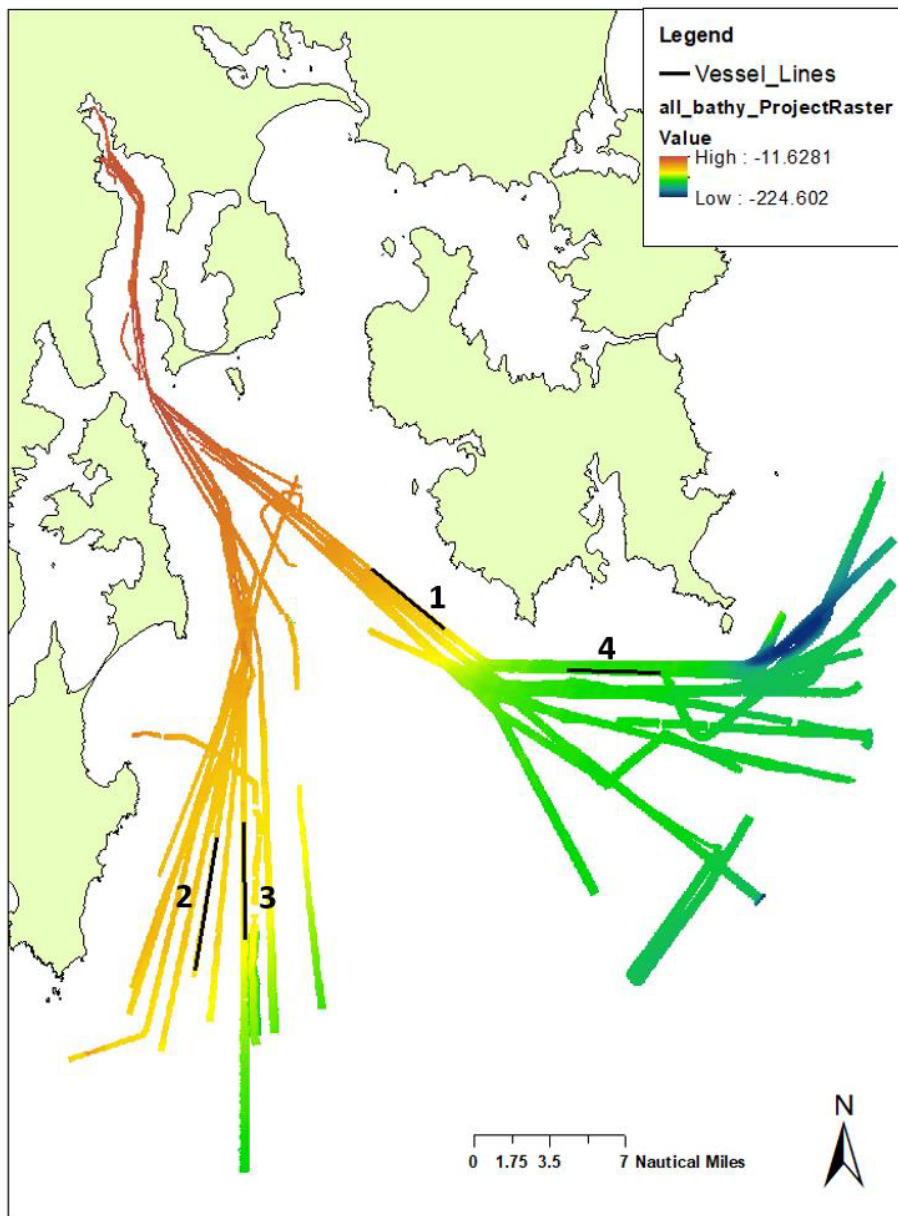 Legend
Vessel_Lines
all_bathy_ProjectRaster
Value
High : -11.6281
Low : -224.602
1
4
2
3
N
0 1.75 3.5 7 Nautical Miles